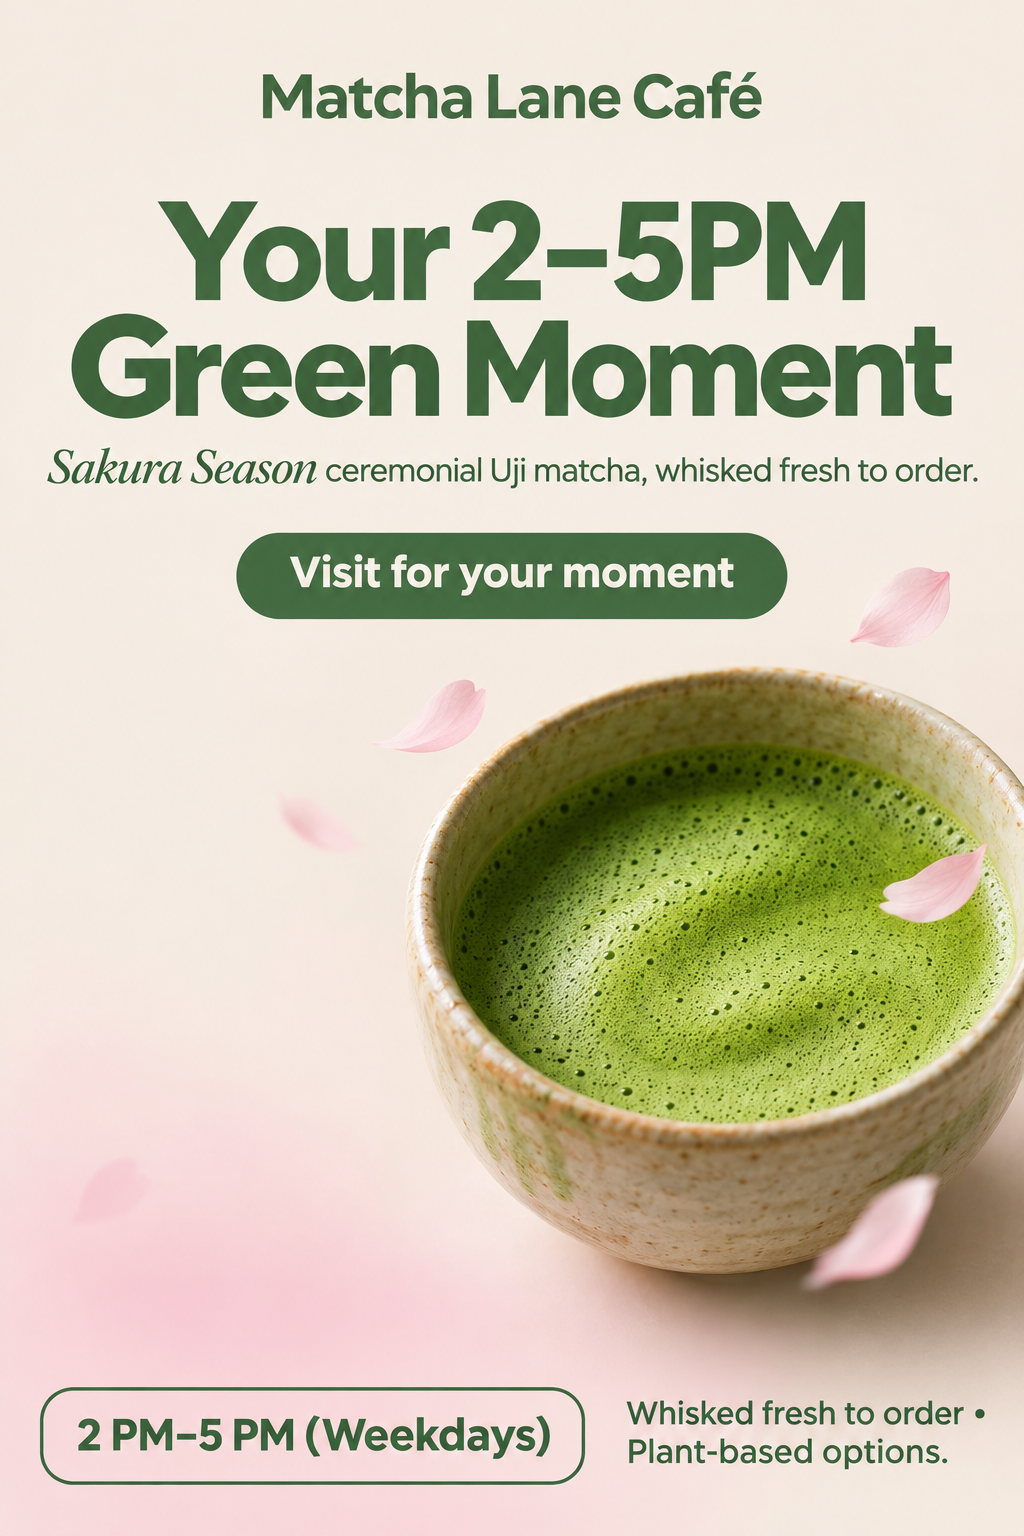 Matcha Lane Café
Your 2–5PM
Green Moment
Sakura Season ceremonial Uji matcha, whisked fresh to order.
Visit for your moment
2 PM–5 PM (Weekdays)
Whisked fresh to order •
Plant-based options.